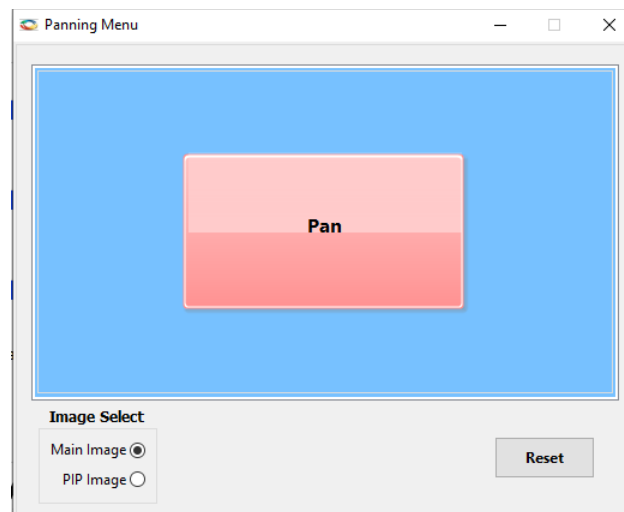 Panning Menu
Pan
Image Select
Main Image
PIP Image
Reset